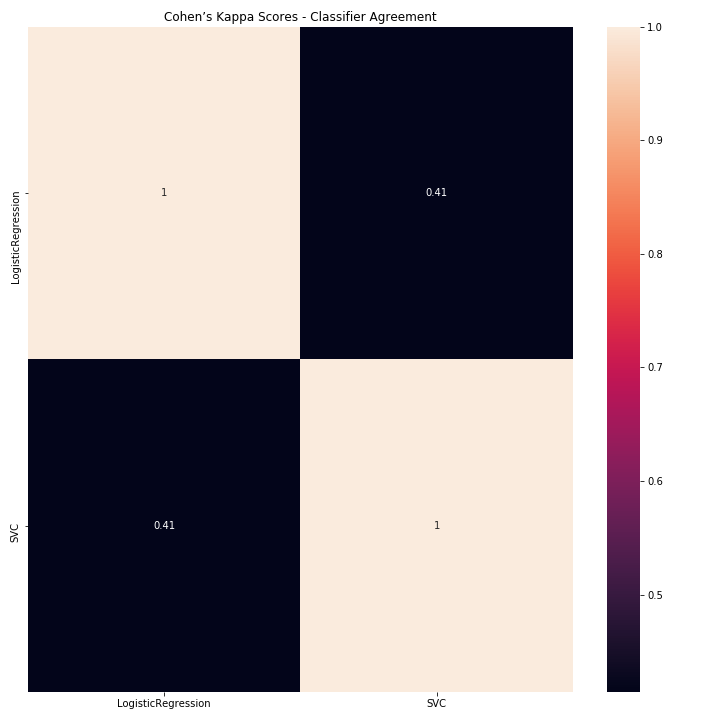 Cohen’s Kappa Scores - Classifier Agreement
LogisticRegression
SVC
1
0.41
0.41
1
LogisticRegression
SVC
1.0
0.9
0.8
0.7
0.6
0.5